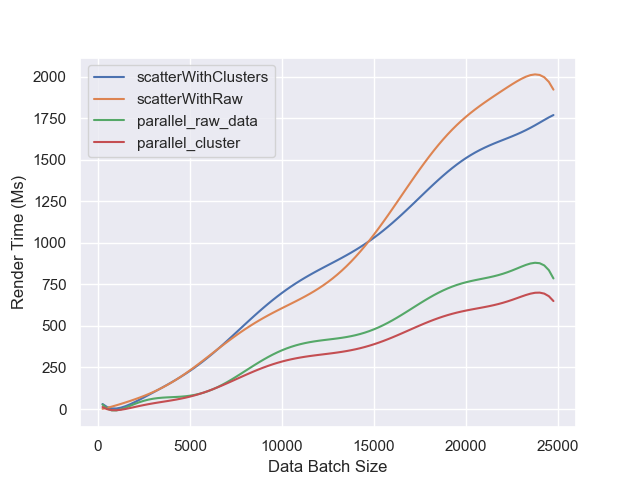 scatterWithClusters
scatterWithRaw
parallel_raw_data
parallel_cluster
2000
1750
1500
1250
1000
750
500
250
0
Render Time (Ms)
0 5000 10000 15000 20000 25000
Data Batch Size